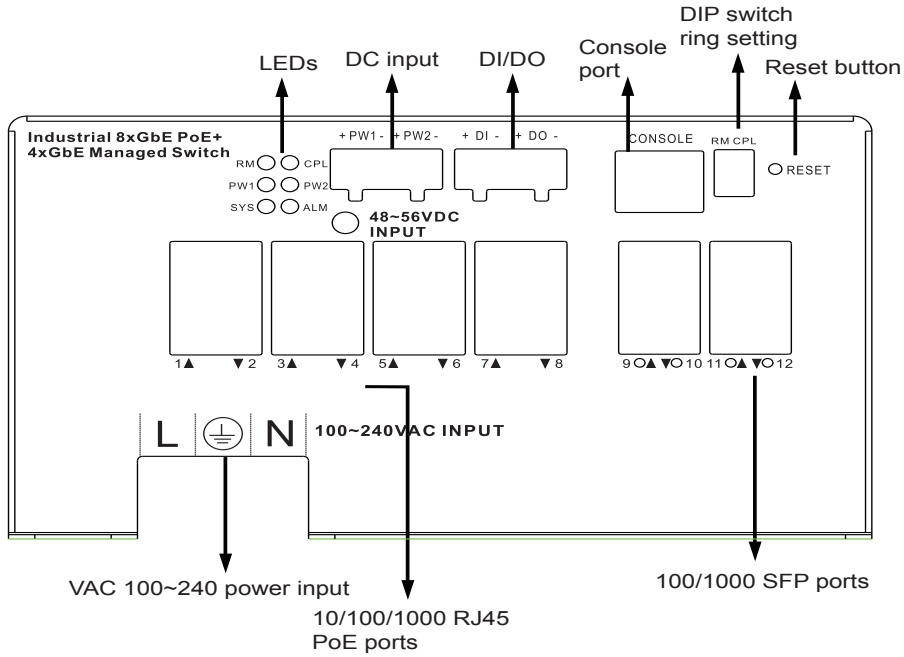 DIP switch
ring setting
Console
port
LEDs
DC input
DI/DO
Reset button
Industrial 8xGbE PoE+
4xGbE Managed Switch
+ PW1 - + PW2 -
+ DI - + DO -
CONSOLE
RM CPL
RM CPL
RESET
PW1 PW2
SYS ALM
48~56VDC
INPUT
1▲ ▼2 3▲ ▼4 5▲ ▼6 7▲ ▼8 9○▲▼○10 11○▲▼○12
L N 100~240VAC INPUT
VAC 100~240 power input
100/1000 SFP ports
10/100/1000 RJ45
PoE ports